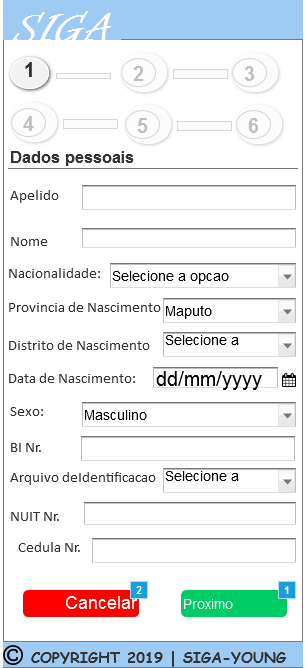 SIGA
1 2 3
4 5 6
Dados pessoais
Apelido
Nome
Nacionalidade: Selecione a opcao
Provincia de Nascimento Maputo
Distrito de Nascimento Selecione a
Data de Nascimento: dd/mm/yyyy
Sexo: Masculino
BI Nr.
Arquivo deIdentificacao Selecione a
NUIT Nr.
Cedula Nr.
Cancelar 2 Proximo 1
© COPYRIGHT 2019 | SIGA-YOUNG